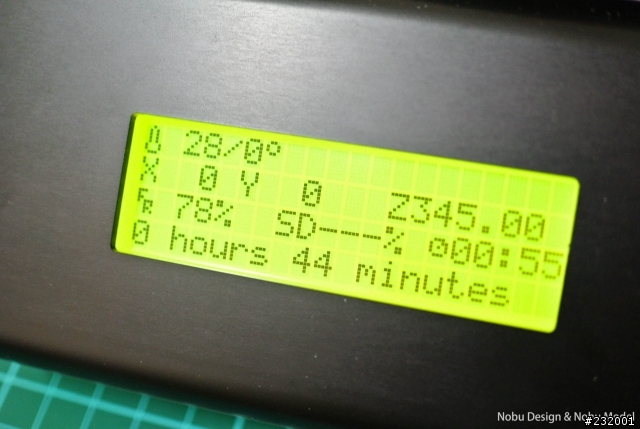 28/0°
X 0 Y 0 Z345.00
FR 78% SD---% 00:55
0 hours 44 minutes
Nobu Design & Nobu Model
#232001